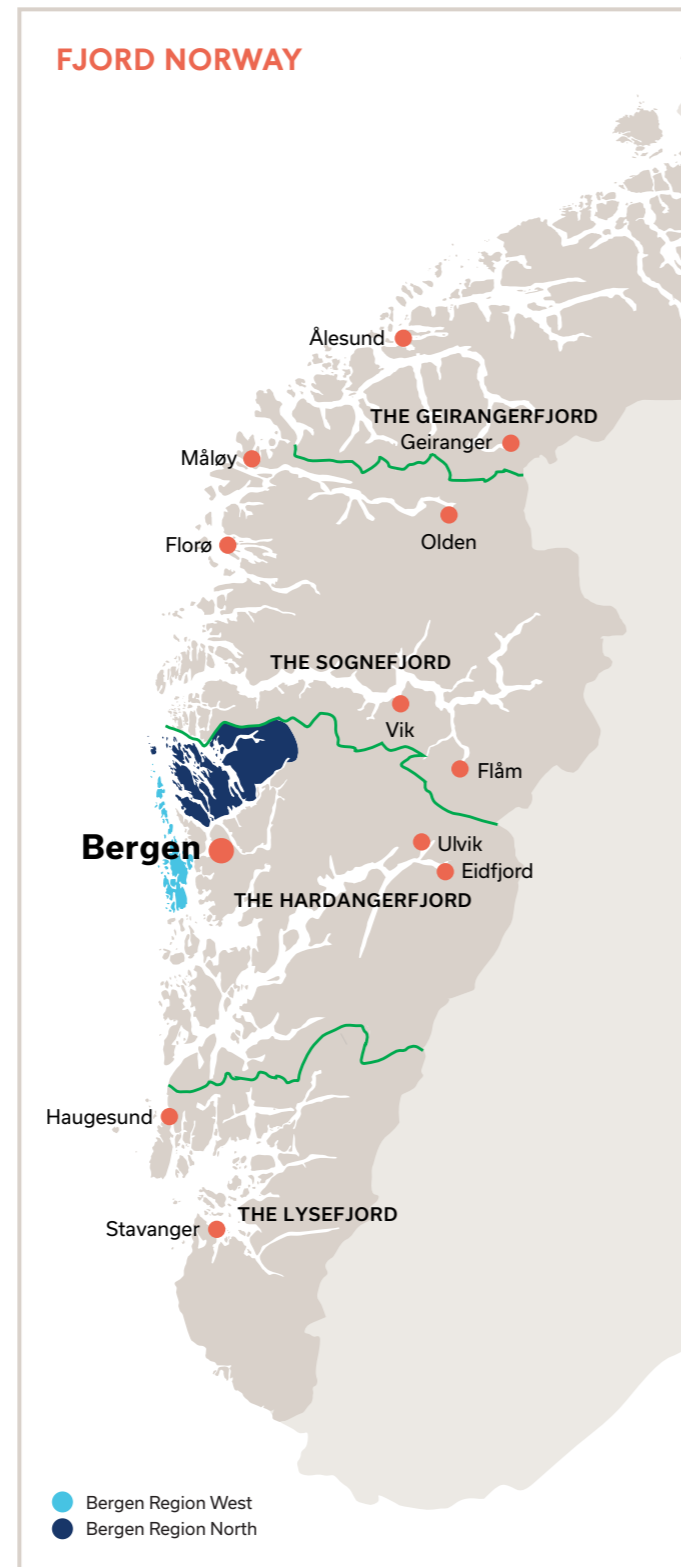 FJORD NORWAY
Ålesund
THE GEIRANGERFJORD
Geiranger
Måløy
Olden
Florø
THE SOGNEFJORD
Vik
Flåm
Ulvik
Bergen
Eidfjord
THE HARDANGERFJORD
Haugesund
THE LYSEFJORD
Stavanger
Bergen Region West
Bergen Region North